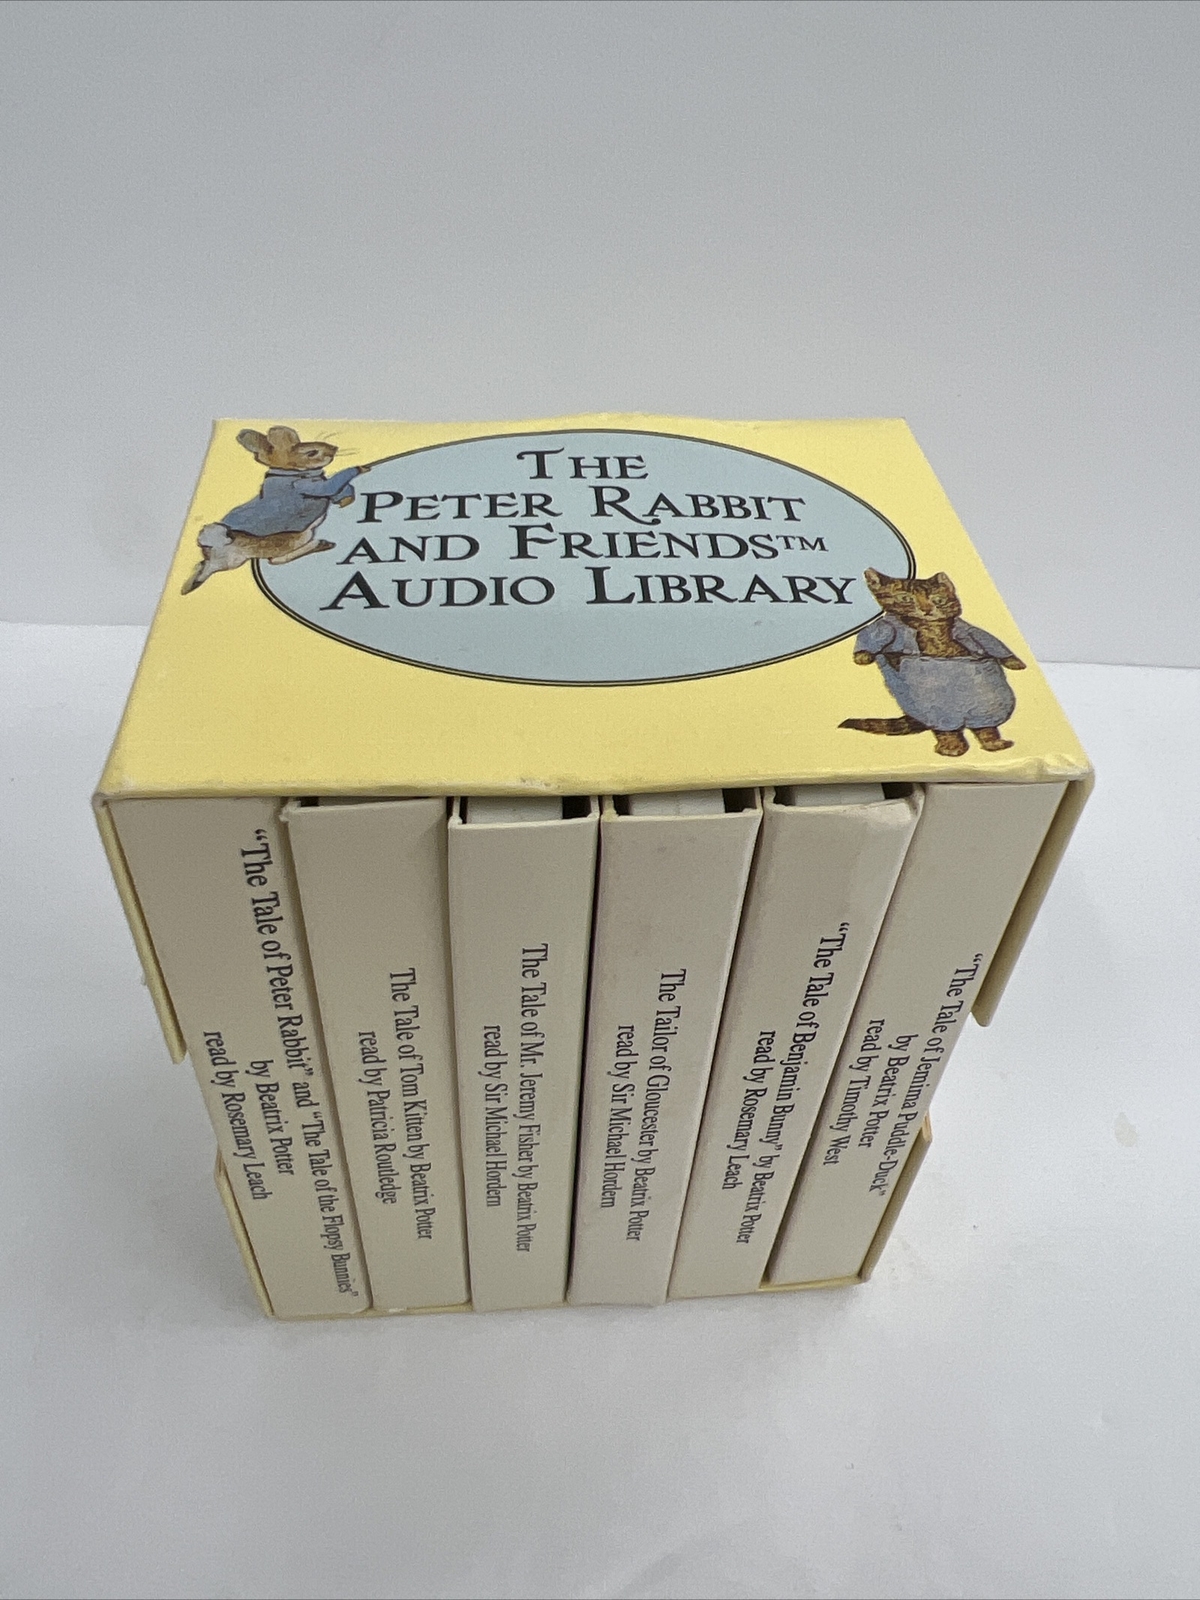 THE
PETER RABBIT
AND FRIENDS™
AUDIO LIBRARY
"The Tale of Peter Rabbit" and "The Tale of the Flopsy Bunnies"
by Beatrix Potter
read by Rosemary Leach
The Tale of Tom Kitten by Beatrix Potter
read by Patricia Routledge
The Tale of Mr. Jeremy Fisher by Beatrix Potter
read by Sir Michael Hordern
The Tailor of Gloucester by Beatrix Potter
read by Sir Michael Hordern
"The Tale of Benjamin Bunny" by Beatrix Potter
read by Rosemary Leach
"The Tale of Jemima Puddle-Duck"
by Beatrix Potter
read by Timothy West